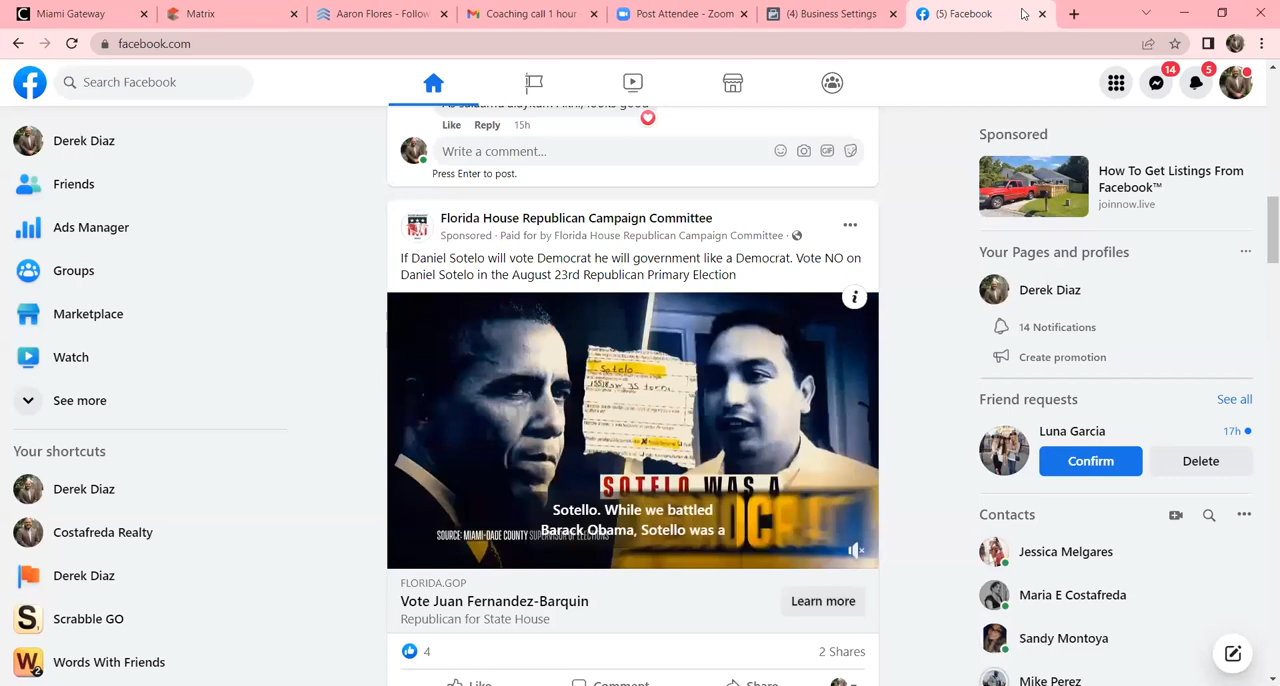 Miami Gateway
Matrix
Aaron Flores - Follow
Coaching call 1 hour
Post Attendee - Zoom
(4) Business Settings
(5) Facebook
facebook.com
Search Facebook
14
5
Derek Diaz
Friends
Ads Manager
Groups
Marketplace
Watch
See more
Your shortcuts
Derek Diaz
Costafreda Realty
Derek Diaz
Scrabble GO
Words With Friends
Like Reply 15h
Write a comment...
GIF
Press Enter to post.
Florida House Republican Campaign Committee
Sponsored · Paid for by Florida House Republican Campaign Committee ·
If Daniel Sotelo will vote Democrat he will government like a Democrat. Vote NO on
Daniel Sotelo in the August 23rd Republican Primary Election
Sotelo
SOTELO WAS A
Sotello. While we battled
Barack Obama, Sotello was a
SOURCE: MIAMI-DADE COUNTY SUPERVISOR OF ELECTIONS
FLORIDA.GOP
Vote Juan Fernandez-Barquin
Republican for State House
Learn more
4
2 Shares
Like
Comment
Share
Sponsored
How To Get Listings From
Facebook™
joinnow.live
Your Pages and profiles
Derek Diaz
14 Notifications
Create promotion
Friend requests
See all
Luna Garcia
17h
Confirm
Delete
Contacts
Jessica Melgares
Maria E Costafreda
Sandy Montoya
Mike Perez